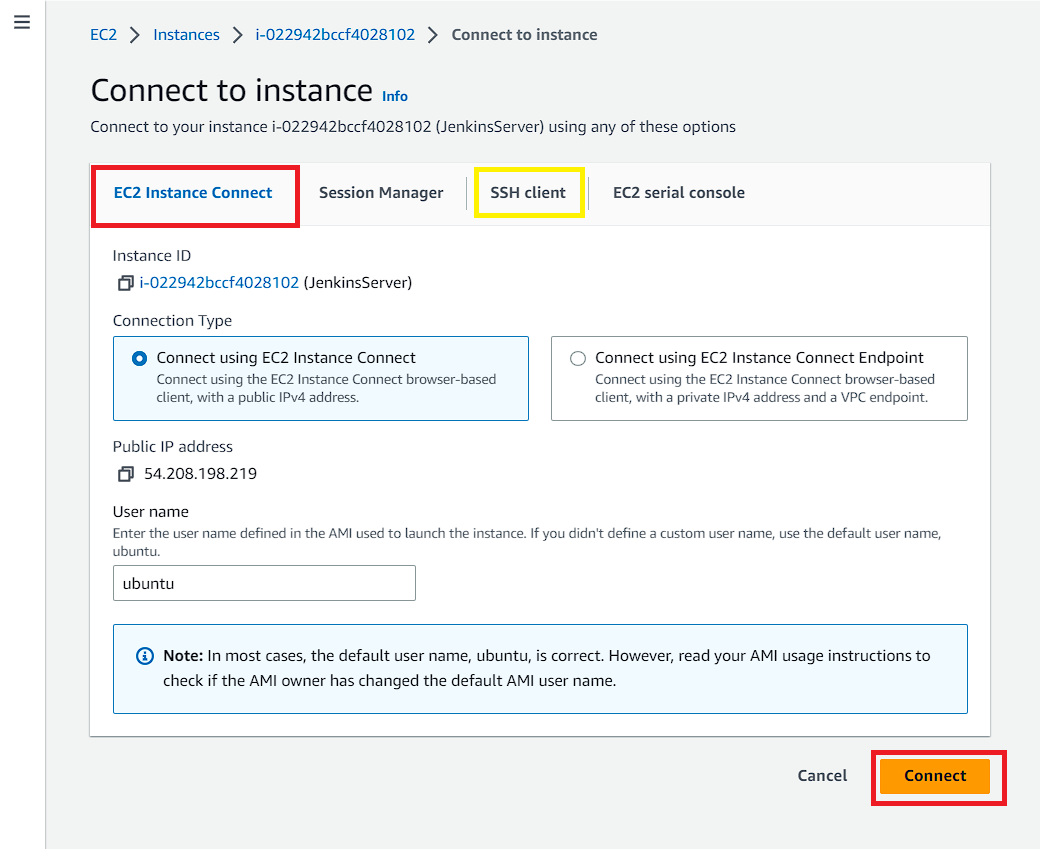 EC2 > Instances > i-022942bccf4028102 > Connect to instance
Connect to instance Info
Connect to your instance i-022942bccf4028102 (JenkinsServer) using any of these options
EC2 Instance Connect Session Manager SSH client EC2 serial console
Instance ID
i-022942bccf4028102 (JenkinsServer)
Connection Type
Connect using EC2 Instance Connect
Connect using the EC2 Instance Connect browser-based
client, with a public IPv4 address.
Connect using EC2 Instance Connect Endpoint
Connect using the EC2 Instance Connect browser-based
client, with a private IPv4 address and a VPC endpoint.
Public IP address
54.208.198.219
User name
Enter the user name defined in the AMI used to launch the instance. If you didn't define a custom user name, use the default user name,
ubuntu.
ubuntu
Note: In most cases, the default user name, ubuntu, is correct. However, read your AMI usage instructions to
check if the AMI owner has changed the default AMI user name.
Cancel Connect